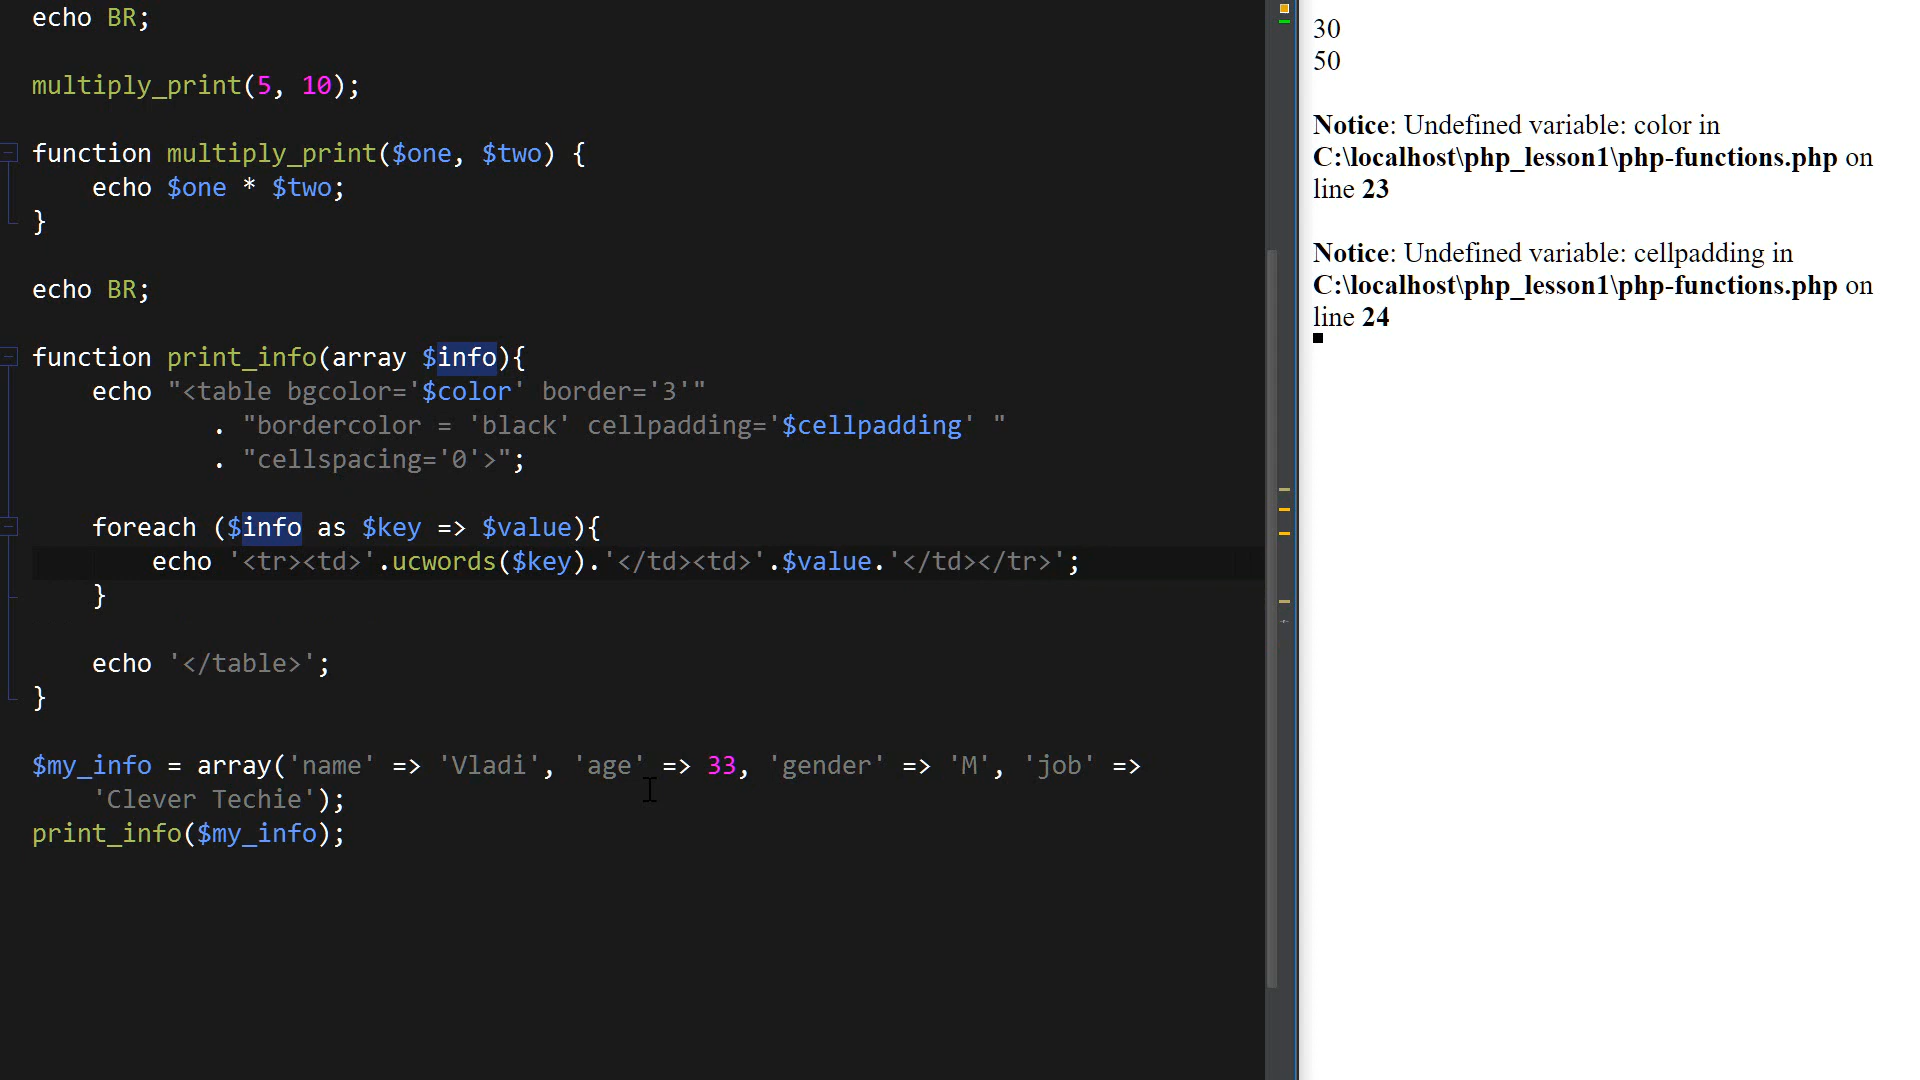 echo BR;
multiply_print(5, 10);
function multiply_print($one, $two) {
echo $one * $two;
}
echo BR;
function print_info(array $info){
echo "<table bgcolor='$color' border='3'"
. "bordercolor = 'black' cellpadding='$cellpadding' "
. "cellspacing='0'>";
foreach ($info as $key => $value){
echo '<tr><td>'.ucwords($key).'</td><td>'.$value.'</td></tr>';
}
echo '</table>';
}
$my_info = array('name' => 'Vladi', 'age' => 33, 'gender' => 'M', 'job' =>
'Clever Techie');
print_info($my_info);
30
50
Notice: Undefined variable: color in
C:\localhost\php_lesson1\php-functions.php on
line 23
Notice: Undefined variable: cellpadding in
C:\localhost\php_lesson1\php-functions.php on
line 24